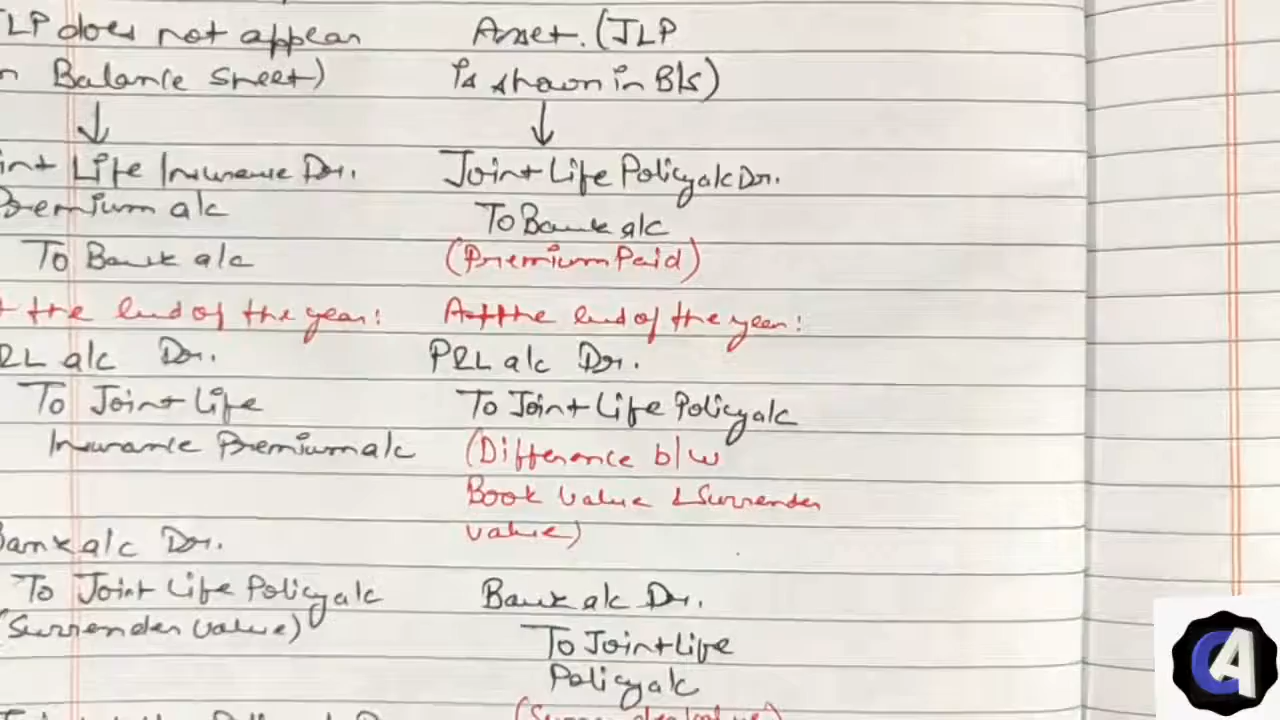 JLP does not appear
Asset. (JLP
n Balance sheet)
is shown in B/s)
int Life Insurance Dr.
Joint Life Policy a/c Dr.
Premium a/c
To Bank a/c
To Bank a/c
(Premium Paid)
t the end of the year:
At the end of the year:
P&L a/c Dr.
P&L a/c Dr.
To Joint Life
To Joint Life Policy a/c
Insurance Premium a/c
(Difference b/w
Book value & Surrender
value)
Bank a/c Dr.
To Joint Life Policy a/c
Bank a/c Dr.
(Surrender value)
To Joint Life
Policy a/c
CA